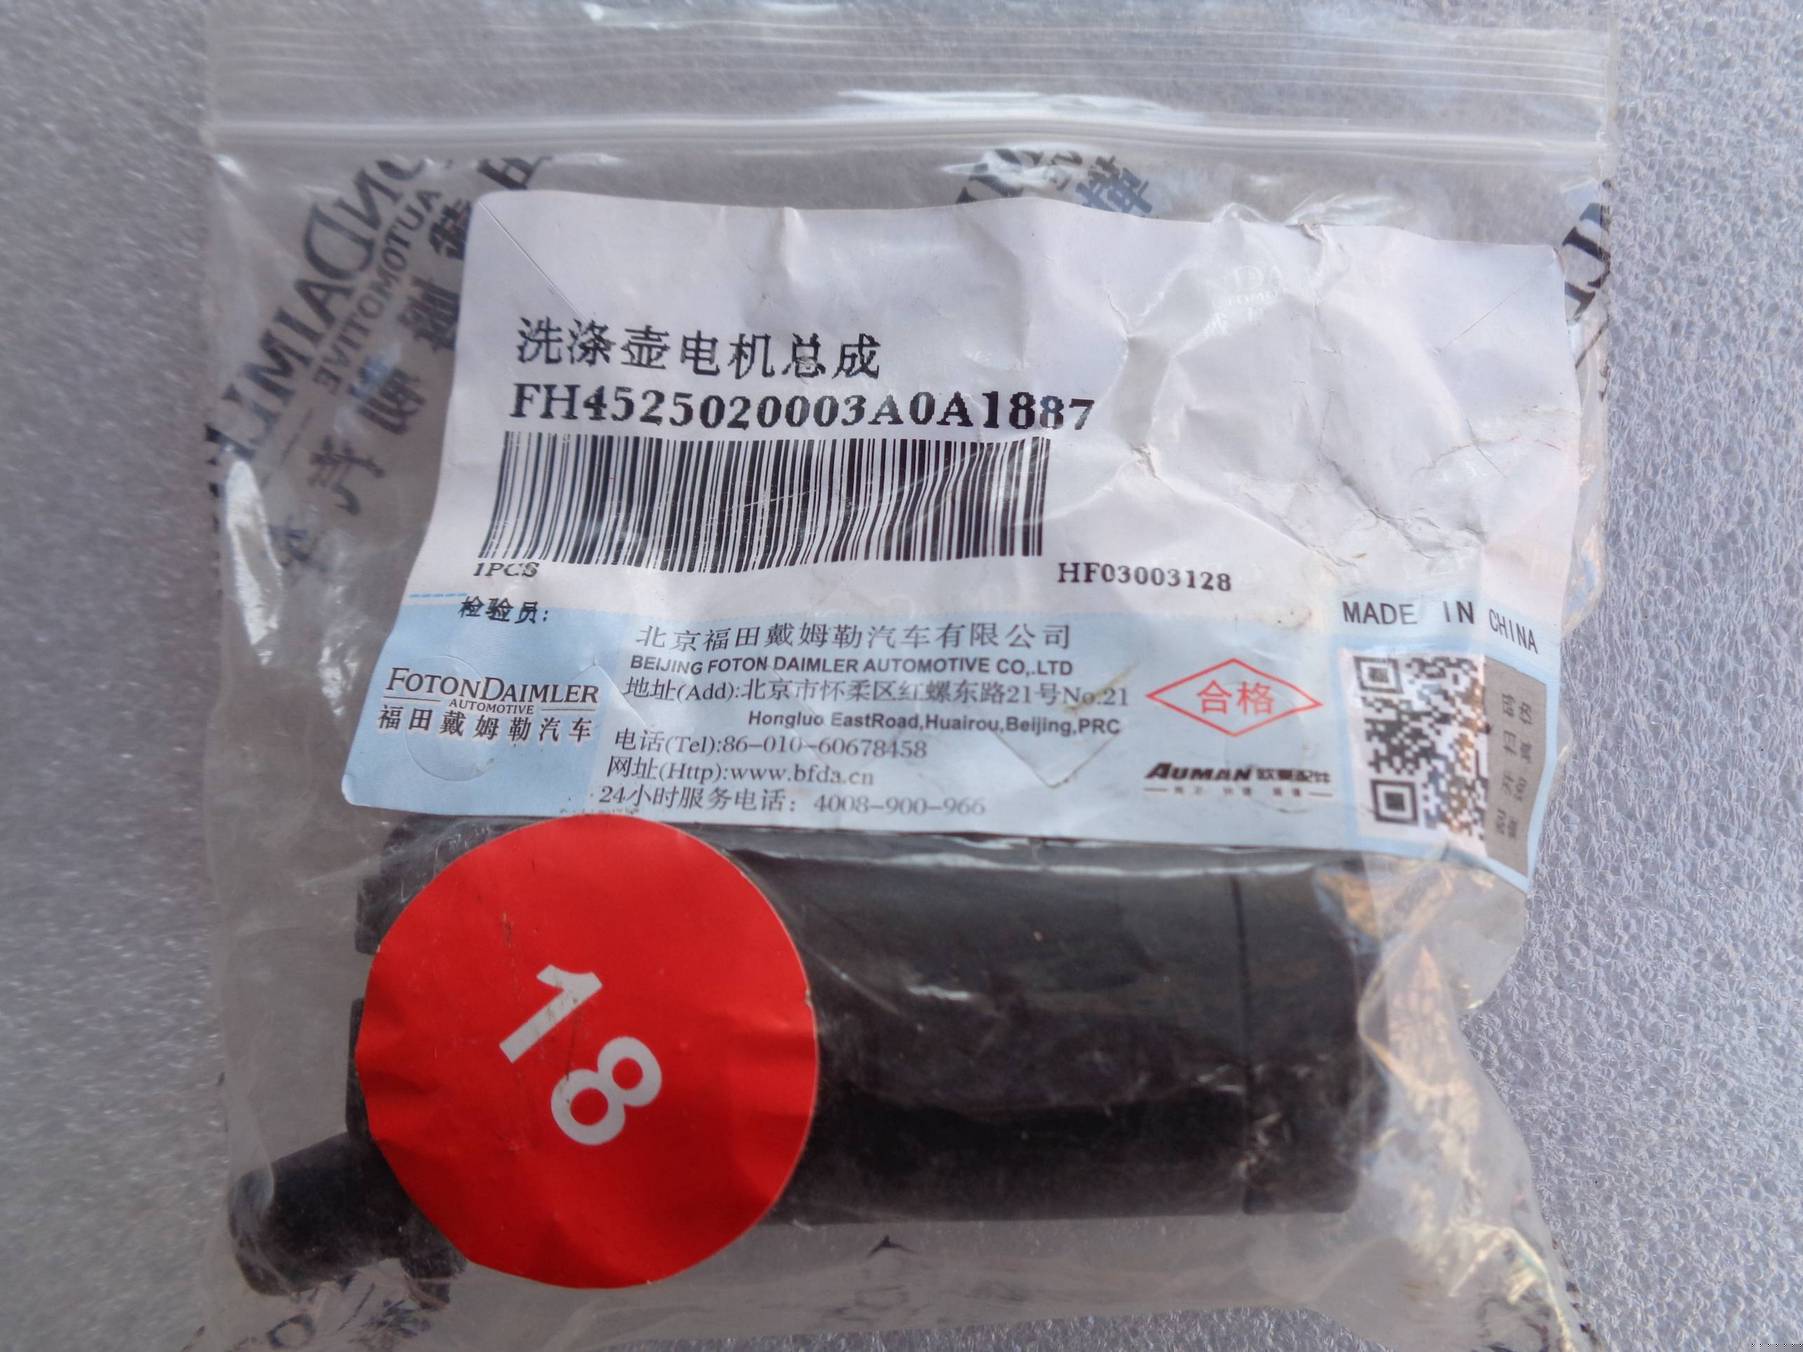 洗涤壶电机总成
FH4525020003A0A1887
1PCS
HF03003128
检验员:
MADE IN CHINA
北京福田戴姆勒汽车有限公司
BEIJING FOTON DAIMLER AUTOMOTIVE CO,.LTD
地址(Add):北京市怀柔区红螺东路21号No.21
Hongluo EastRoad,Huairou,Beijing,PRC
电话(Tel):86-010-60678458
网址(Http):www.bfda.cn
24小时服务电话：4008-900-966
FOTONDAIMLER
AUTOMOTIVE
福田戴姆勒汽车
合格
AUMAN 欧曼配件
18